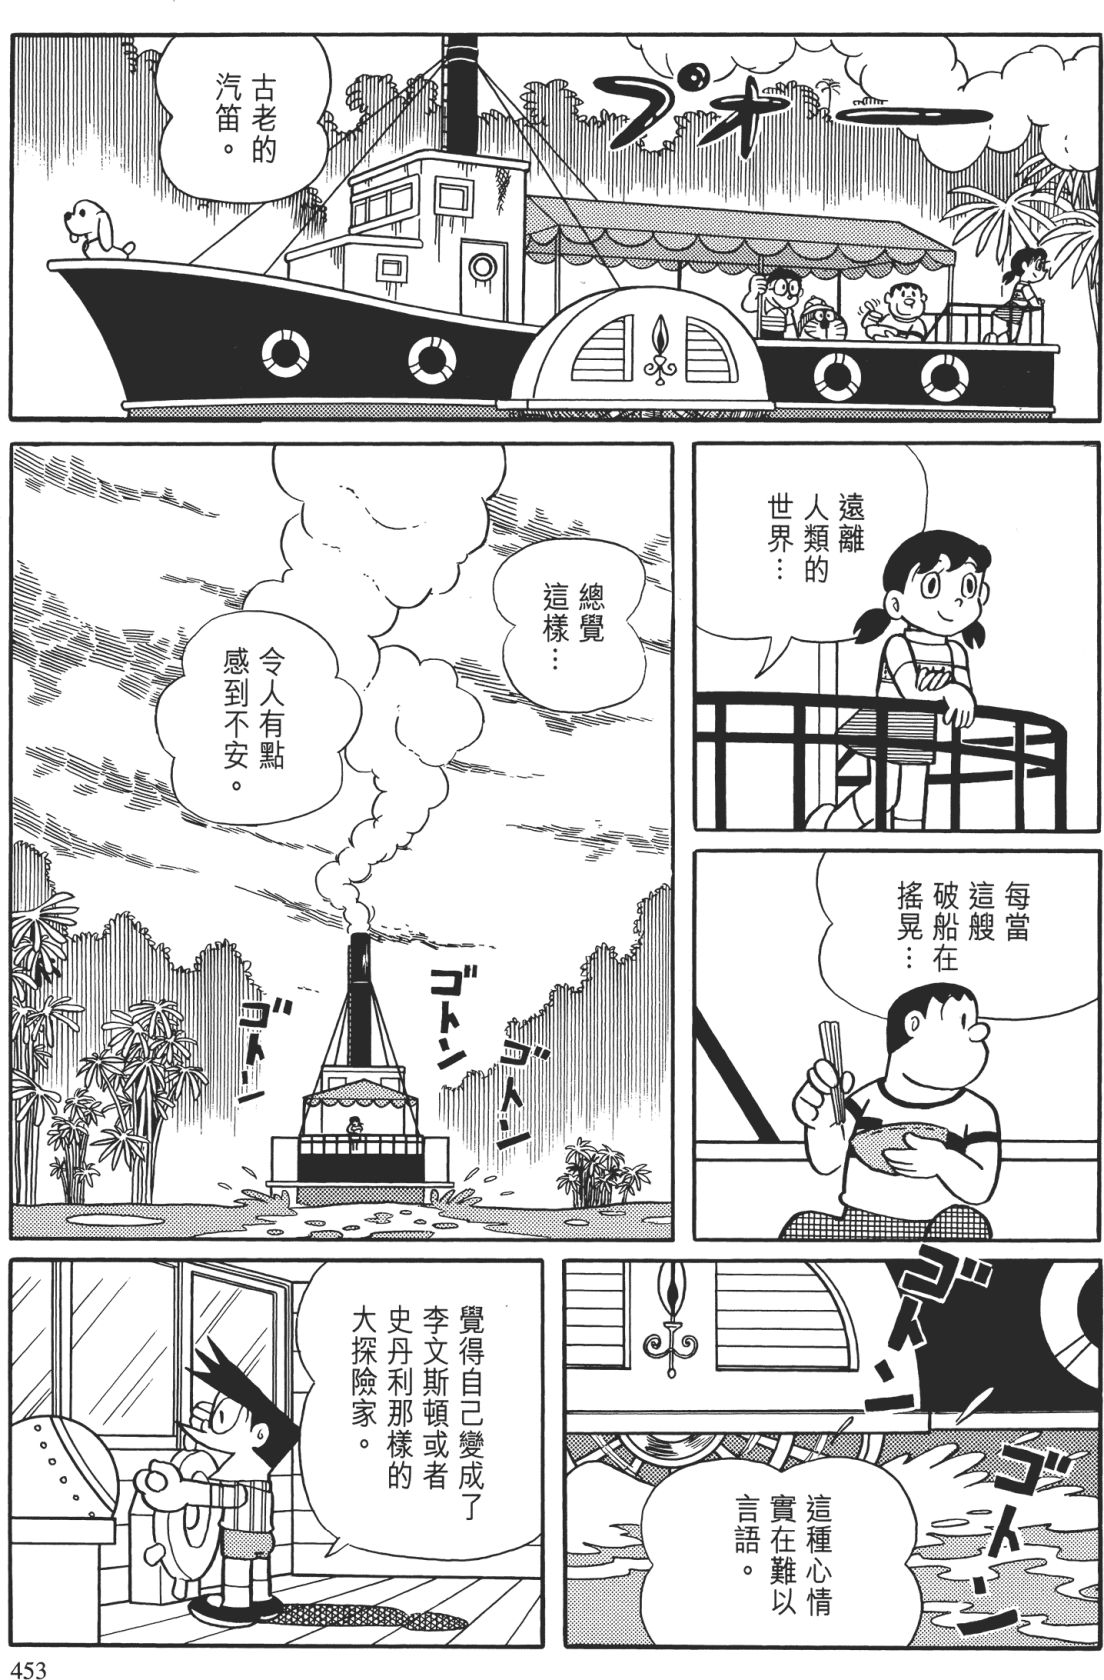 プオー
古老的
汽笛。
遠離
人類的
世界…
總覺
這樣…
令人有點
感到不安。
ゴトン
ゴトン
ゴトン
每當
這艘
破船在
搖晃…
ゴトン
ゴトン
這種心情
實在難以
言語。
覺得自己變成了
李文斯頓或者
史丹利那樣的
大探險家。
453